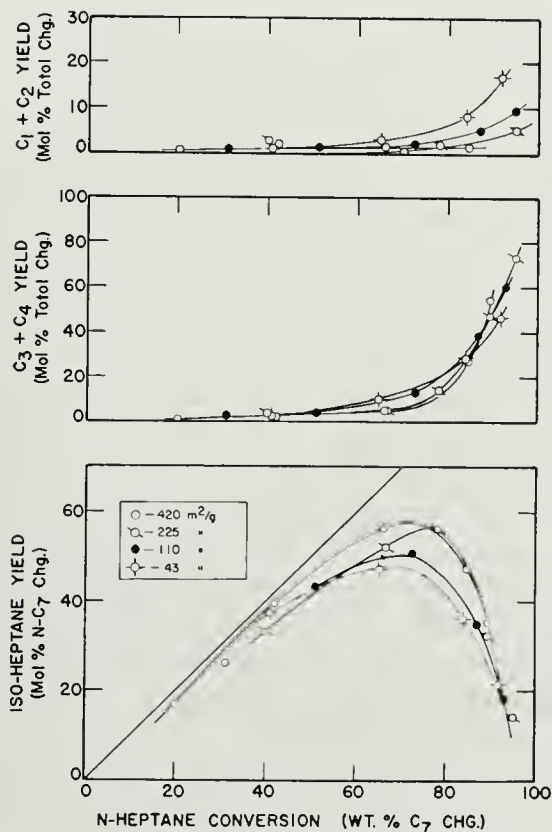 C1 + C2 YIELD
(Mol % Total Chg.)
30
20
10
0
C3 + C4 YIELD
(Mol % Total Chg.)
100
80
60
40
20
0
ISO-HEPTANE YIELD
(Mol % N-C7 Chg.)
60
40
20
0
– 420 m²/g
– 225 "
– 110 "
– 43 "
0 20 40 60 80 100
N-HEPTANE CONVERSION (WT. % C7 CHG.)